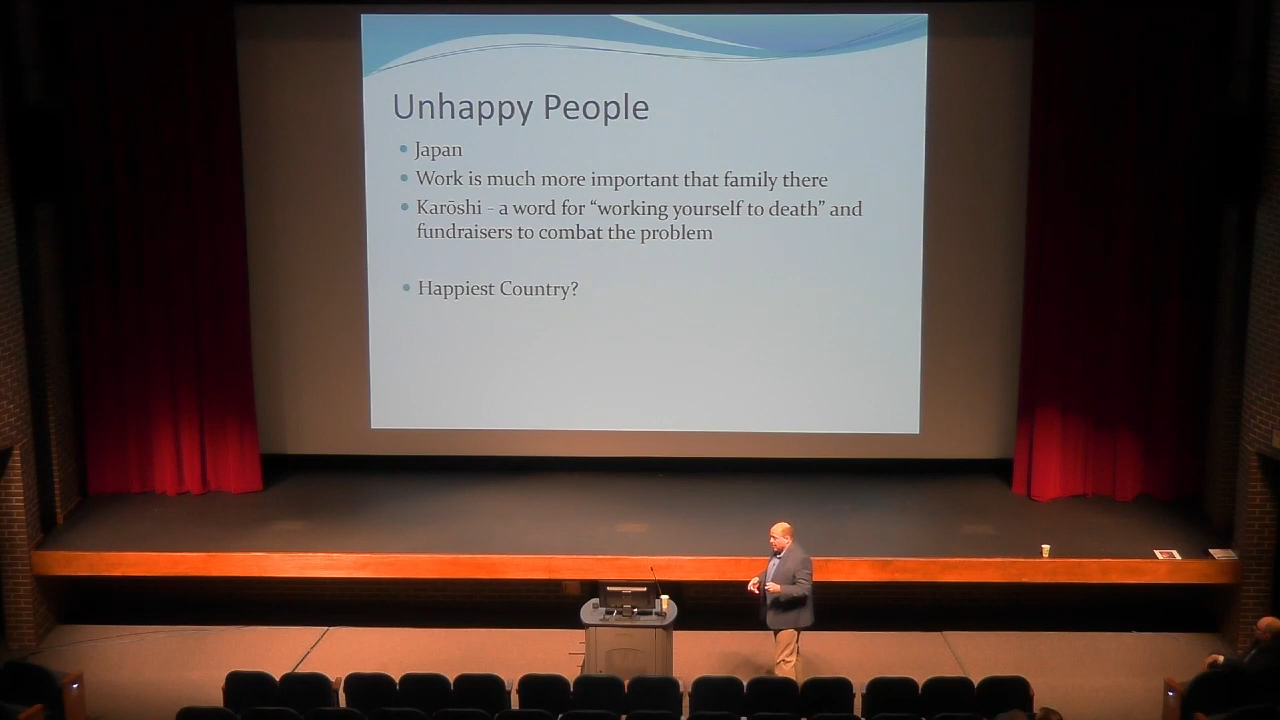 Unhappy People
Japan
Work is much more important that family there
Karōshi - a word for “working yourself to death” and
fundraisers to combat the problem
Happiest Country?